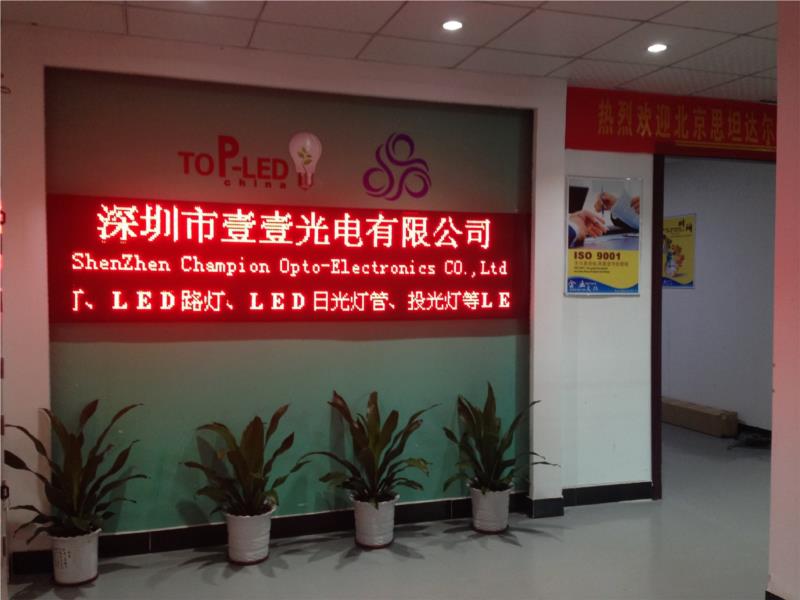 TOP-LED
china
深圳市壹壹光电有限公司
ShenZhen Champion Opto-Electronics CO.,Ltd
LED路灯、LED日光灯管、投光灯等LE
热烈欢迎北京思坦达尔
ISO 9001